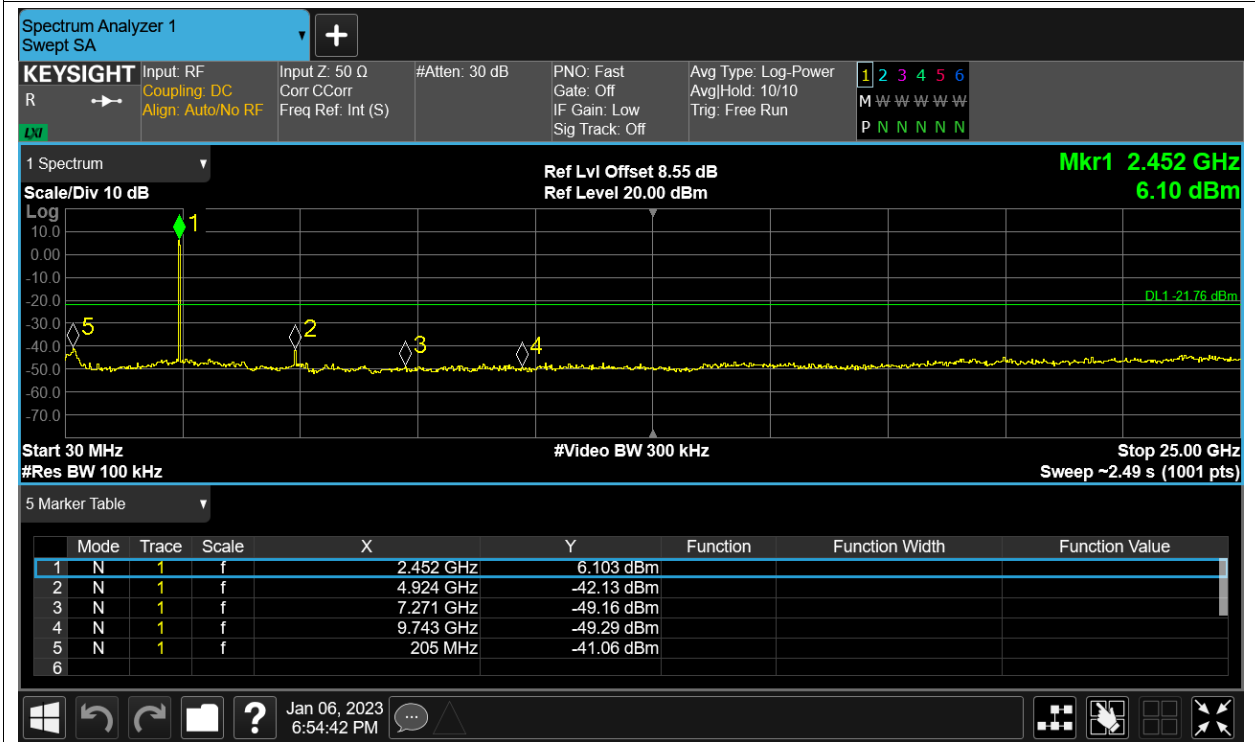 Spectrum Analyzer 1
Swept SA
+
KEYSIGHT
R
LXI
Input: RF
Coupling: DC
Align: Auto/No RF
Input Z: 50 Ω
Corr CCorr
Freq Ref: Int (S)
#Atten: 30 dB
PNO: Fast
Gate: Off
IF Gain: Low
Sig Track: Off
Avg Type: Log-Power
Avg|Hold: 10/10
Trig: Free Run
1 2 3 4 5 6
M W W W W W
P N N N N N
1 Spectrum
Scale/Div 10 dB
Ref Lvl Offset 8.55 dB
Ref Level 20.00 dBm
Mkr1 2.452 GHz
6.10 dBm
Log
10.0
0.00
-10.0
-20.0
-30.0
-40.0
-50.0
-60.0
-70.0
1
DL1 -21.76 dBm
5
2
3
4
Start 30 MHz
#Video BW 300 kHz
Stop 25.00 GHz
#Res BW 100 kHz
Sweep ~2.49 s (1001 pts)
5 Marker Table
Mode Trace Scale X Y Function Function Width Function Value
1 N 1 f 2.452 GHz 6.103 dBm
2 N 1 f 4.924 GHz -42.13 dBm
3 N 1 f 7.271 GHz -49.16 dBm
4 N 1 f 9.743 GHz -49.29 dBm
5 N 1 f 205 MHz -41.06 dBm
6
?
Jan 06, 2023
6:54:42 PM